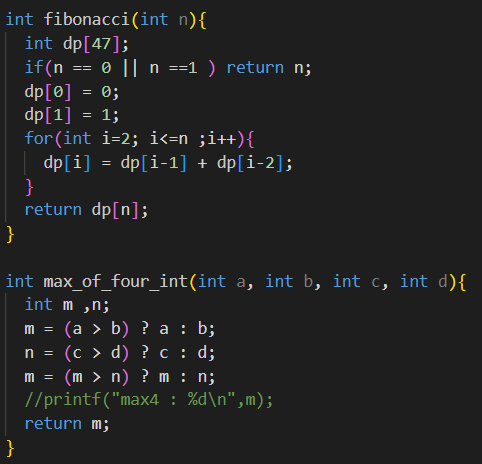 int fibonacci(int n){
  int dp[47];
  if(n == 0 || n ==1 ) return n;
  dp[0] = 0;
  dp[1] = 1;
  for(int i=2; i<=n ;i++){
    dp[i] = dp[i-1] + dp[i-2];
  }
  return dp[n];
}

int max_of_four_int(int a, int b, int c, int d){
  int m ,n;
  m = (a > b) ? a : b;
  n = (c > d) ? c : d;
  m = (m > n) ? m : n;
  //printf("max4 : %d\n",m);
  return m;
}